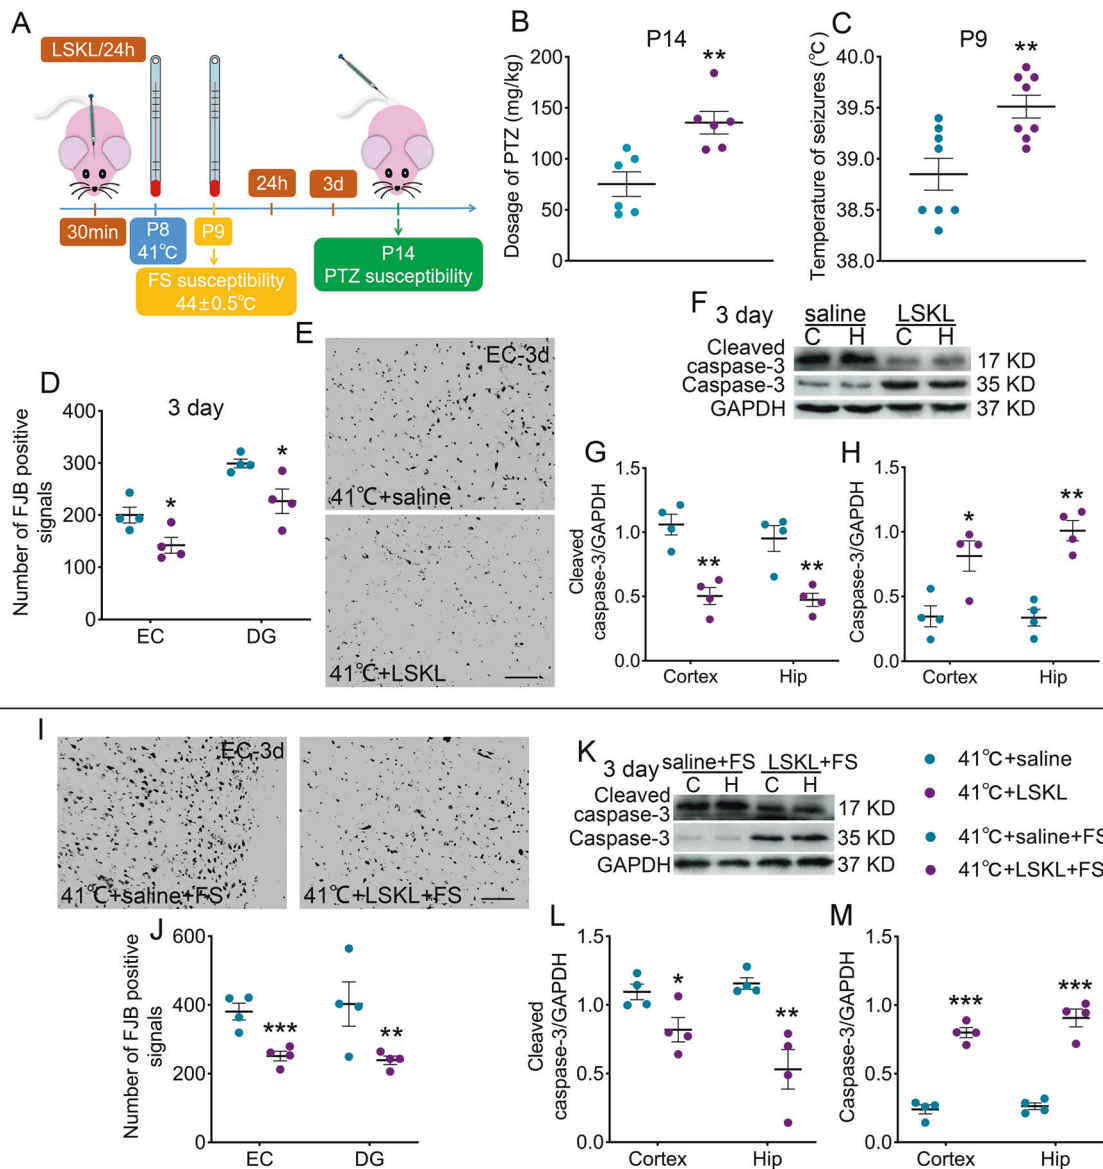 A
LSKL/24h
24h
3d
30min
P8
41℃
P9
P14
PTZ susceptibility
FS susceptibility
44±0.5℃
B
P14
**
Dosage of PTZ (mg/kg)
200
150
100
50
0
C
P9
**
Temperature of seizures (℃)
40.0
39.5
39.0
38.5
38.0
D
3 day
Number of FJB positive
signals
400
300
200
100
0
*
*
EC
DG
E
EC-3d
41℃+saline
41℃+LSKL
F
3 day
saline
LSKL
C
H
C
H
Cleaved
caspase-3
17 KD
Caspase-3
35 KD
GAPDH
37 KD
G
Cleaved
caspase-3/GAPDH
1.5
1.0
0.5
0.0
**
**
Cortex
Hip
H
Caspase-3/GAPDH
1.5
1.0
0.5
0.0
*
**
Cortex
Hip
I
EC-3d
41℃+saline+FS
41℃+LSKL+FS
J
Number of FJB positive
signals
600
400
200
0
***
**
EC
DG
K
3 day
saline+FS
LSKL+FS
C
H
C
H
Cleaved
caspase-3
17 KD
Caspase-3
35 KD
GAPDH
37 KD
41℃+saline
41℃+LSKL
41℃+saline+FS
41℃+LSKL+FS
L
Cleaved
caspase-3/GAPDH
1.5
1.0
0.5
0.0
*
**
Cortex
Hip
M
Caspase-3/GAPDH
1.5
1.0
0.5
0.0
***
***
Cortex
Hip